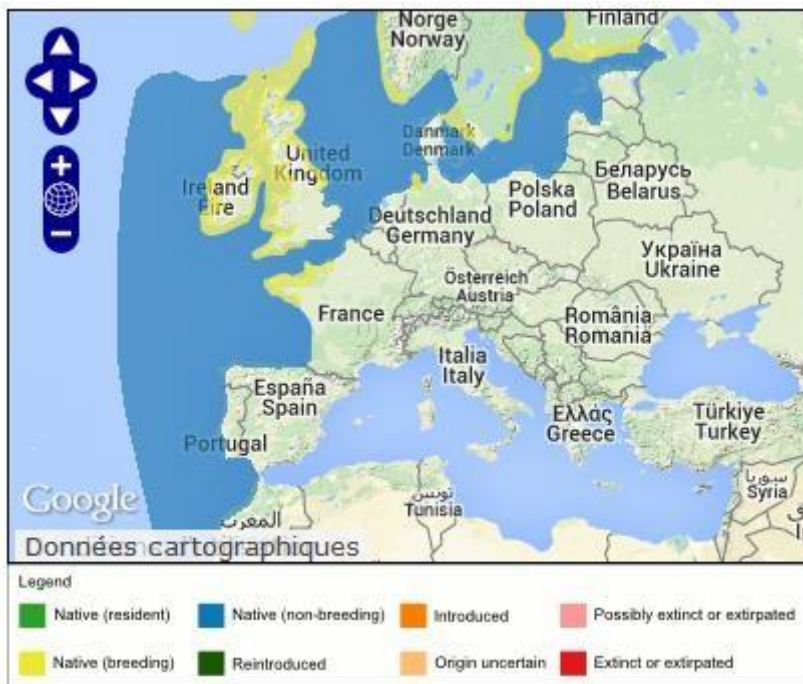 Norge
Norway
Finland
Danmark
Denmark
United
Kingdom
Ireland
Eire
Беларусь
Belarus
Polska
Poland
Deutschland
Germany
Україна
Ukraine
Österreich
Austria
France
România
Romania
Italia
Italy
España
Spain
Ελλάς
Greece
Türkiye
Turkey
Portugal
سوريا
Syria
تونس
Tunisia
Google
المغرب
Données cartographiques
Legend
Native (resident)
Native (non-breeding)
Introduced
Possibly extinct or extirpated
Native (breeding)
Reintroduced
Origin uncertain
Extinct or extirpated